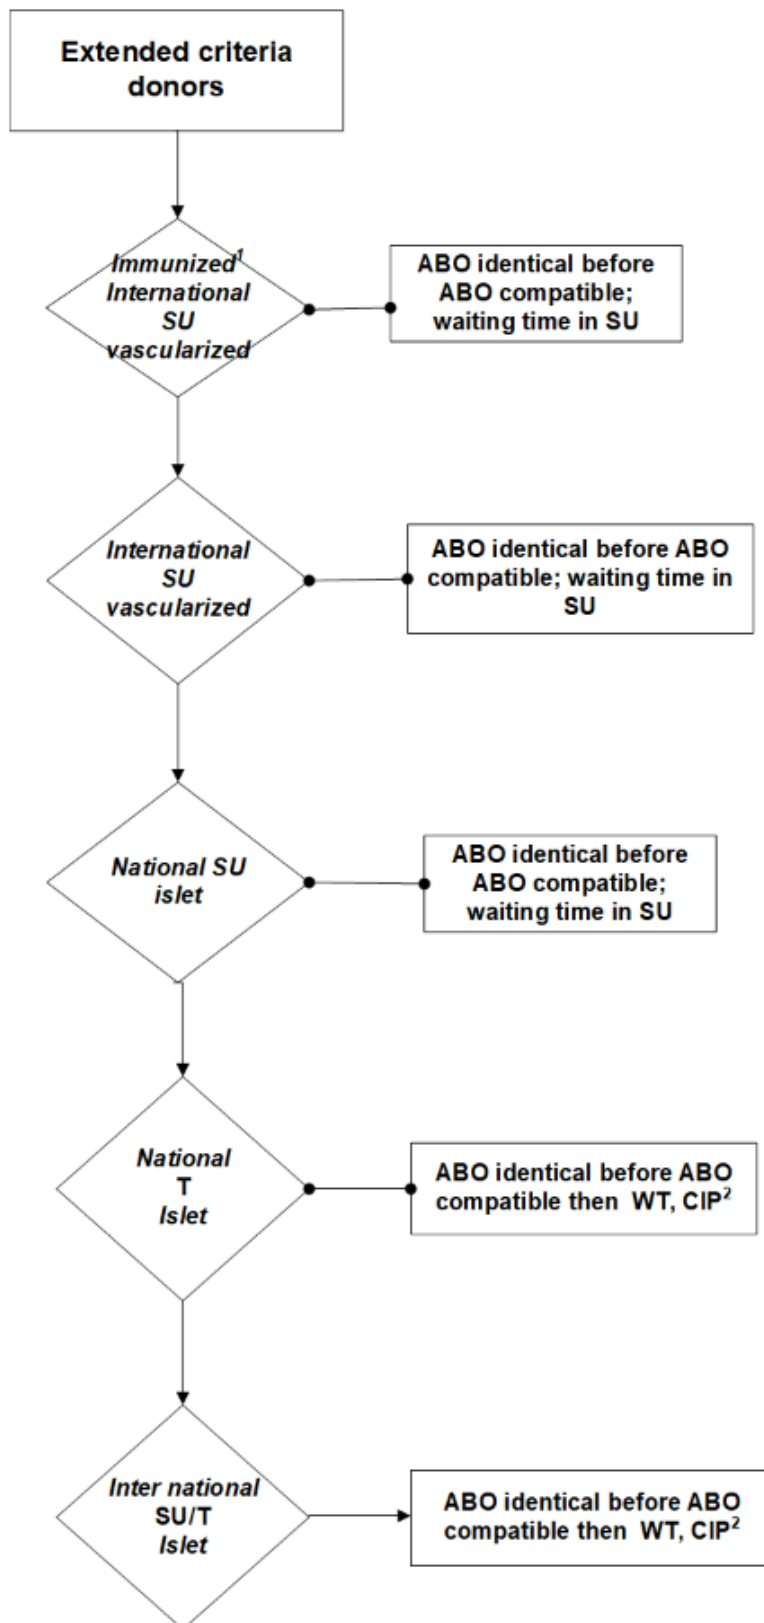 Extended criteria
donors
Immunized¹
International
SU
vascularized
ABO identical before
ABO compatible;
waiting time in SU
International
SU
vascularized
ABO identical before ABO
compatible; waiting time in
SU
National SU
islet
ABO identical before
ABO compatible;
waiting time in SU
National
T
Islet
ABO identical before ABO
compatible then WT, CIP²
Inter national
SU/T
Islet
ABO identical before ABO
compatible then WT, CIP²